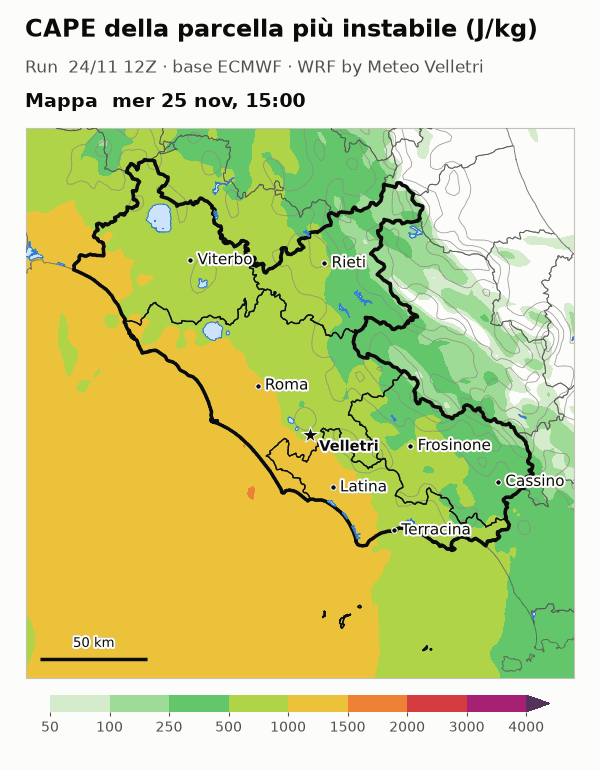 CAPE della parcella più instabile (J/kg)
Run  24/11 12Z · base ECMWF · WRF by Meteo Velletri
Mappa  mer 25 nov, 15:00
Viterbo
Rieti
Roma
Velletri
Frosinone
Cassino
Latina
Terracina
50 km
50 100 250 500 1000 1500 2000 3000 4000